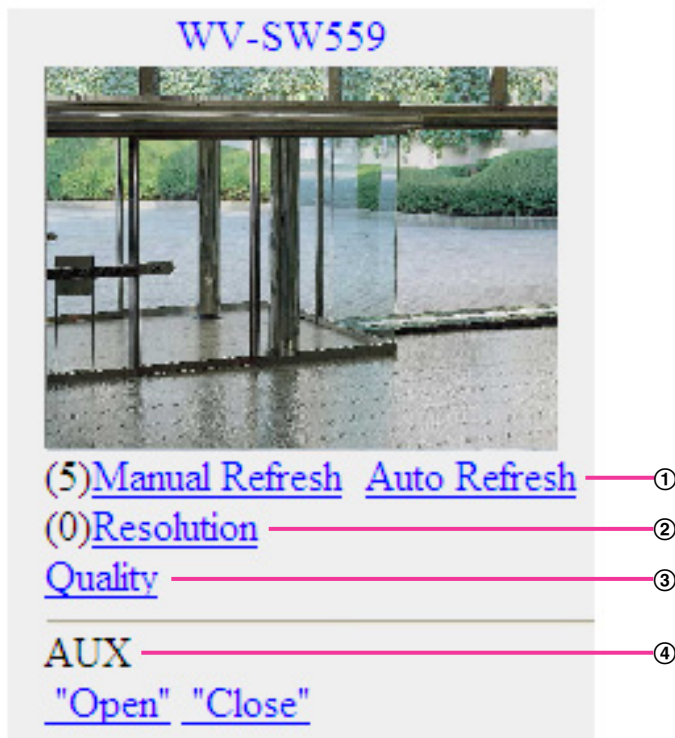 WV-SW559
(5)Manual Refresh Auto Refresh ①
(0)Resolution ②
Quality ③
AUX ④
"Open" "Close"